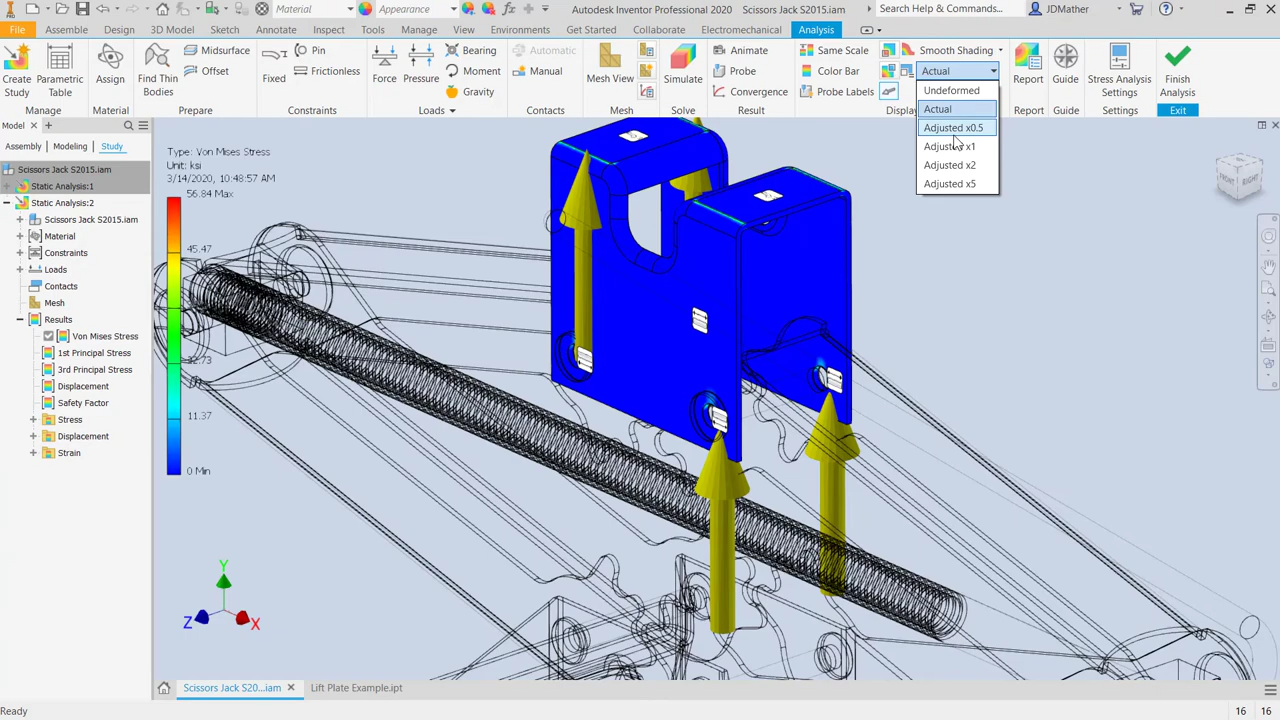 PRO
Material
Appearance
Autodesk Inventor Professional 2020 Scissors Jack S2015.iam
Search Help & Commands...
JDMather
File Assembly Design 3D Model Sketch Annotate Inspect Tools Manage View Environments Get Started Collaborate Electromechanical Analysis
Create Study
Parametric Table
Assign
Find Thin Bodies
Midsurface
Offset
Fixed
Pin
Frictionless
Force
Pressure
Bearing
Moment
Gravity
Automatic
Manual
Mesh View
Simulate
Animate
Probe
Convergence
Same Scale
Color Bar
Probe Labels
Smooth Shading
Actual
Report
Guide
Stress Analysis Settings
Finish Analysis
Manage Material Prepare Constraints Loads Contacts Mesh Solve Result Displ Report Guide Settings Exit
Undeformed
Actual
Adjusted x0.5
Adjusted x1
Adjusted x2
Adjusted x5
Model
Assembly Modeling Study
Scissors Jack S2015.iam
Static Analysis:1
Static Analysis:2
Scissors Jack S2015.iam
Material
Constraints
Loads
Contacts
Mesh
Results
Von Mises Stress
1st Principal Stress
3rd Principal Stress
Displacement
Safety Factor
Stress
Displacement
Strain
Type: Von Mises Stress
Unit: ksi
3/14/2020, 10:48:57 AM
56.84 Max
45.47
11.37
0 Min
FRONT RIGHT
Y
Z X
Scissors Jack S20...iam
Lift Plate Example.ipt
Ready
16 16